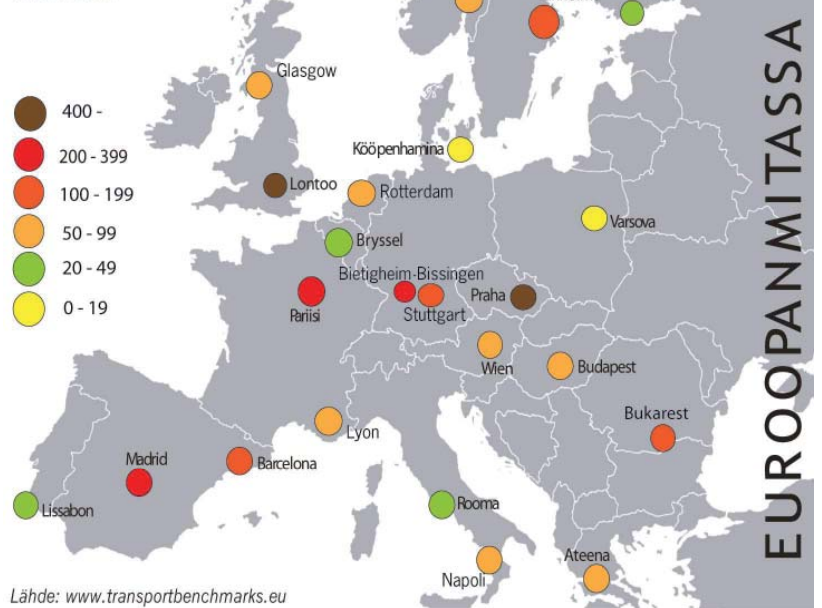 Glasgow
400 -
200 - 399
100 - 199
50 - 99
20 - 49
0 - 19
Kööpenhamina
Lontoo
Rotterdam
Varsova
Bryssel
Bietigheim-Bissingen
Praha
Pariisi
Stuttgart
Wien
Budapest
Bukarest
Lyon
Madrid
Barcelona
Lissabon
Rooma
Ateena
Napoli
Lähde: www.transportbenchmarks.eu
EUROOPANMITASSA